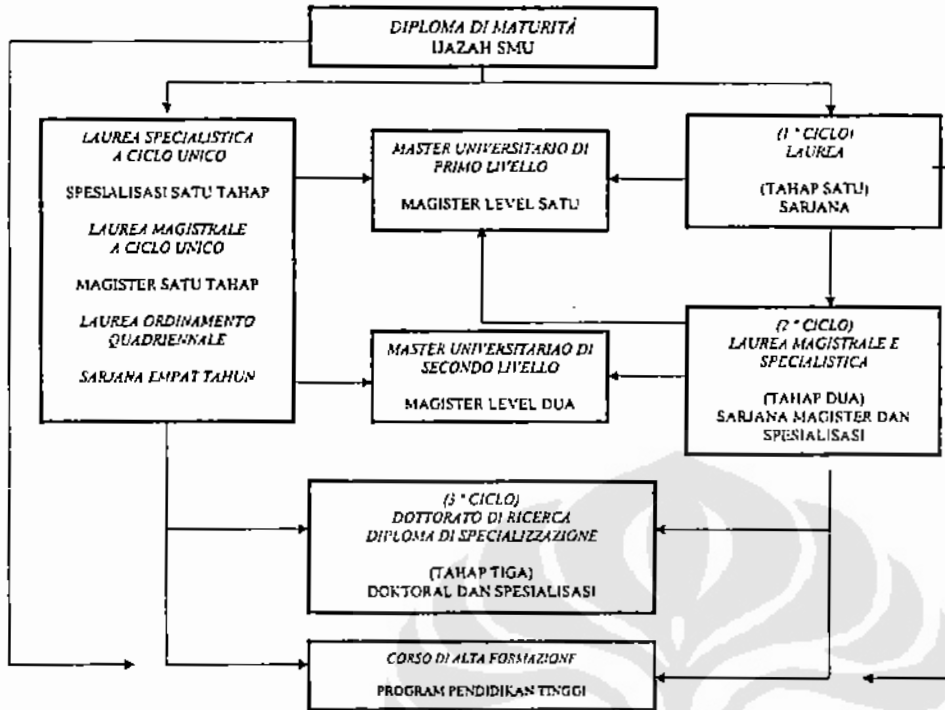 DIPLOMA DI MATURITÁ
IJAZAH SMU
LAUREA SPECIALISTICA
A CICLO UNICO
SPESIALISASI SATU TAHAP
LAUREA MAGISTRALE
A CICLO UNICO
MAGISTER SATU TAHAP
LAUREA ORDINAMENTO
QUADRIENNALE
SARJANA EMPAT TAHUN
MASTER UNIVERSITARIO DI
PRIMO LIVELLO
MAGISTER LEVEL SATU
(1 ° CICLO)
LAUREA
(TAHAP SATU)
SARJANA
MASTER UNIVERSITARIAO DI
SECONDO LIVELLO
MAGISTER LEVEL DUA
(2 ° CICLO)
LAUREA MAGISTRALE E
SPECIALISTICA
(TAHAP DUA)
SARJANA MAGISTER DAN
SPESIALISASI
(3 ° CICLO)
DOTTORATO DI RICERCA
DIPLOMA DI SPECIALIZZAZIONE
(TAHAP TIGA)
DOKTORAL DAN SPESIALISASI
CORSO DI ALTA FORMAZIONE
PROGRAM PENDIDIKAN TINGGI